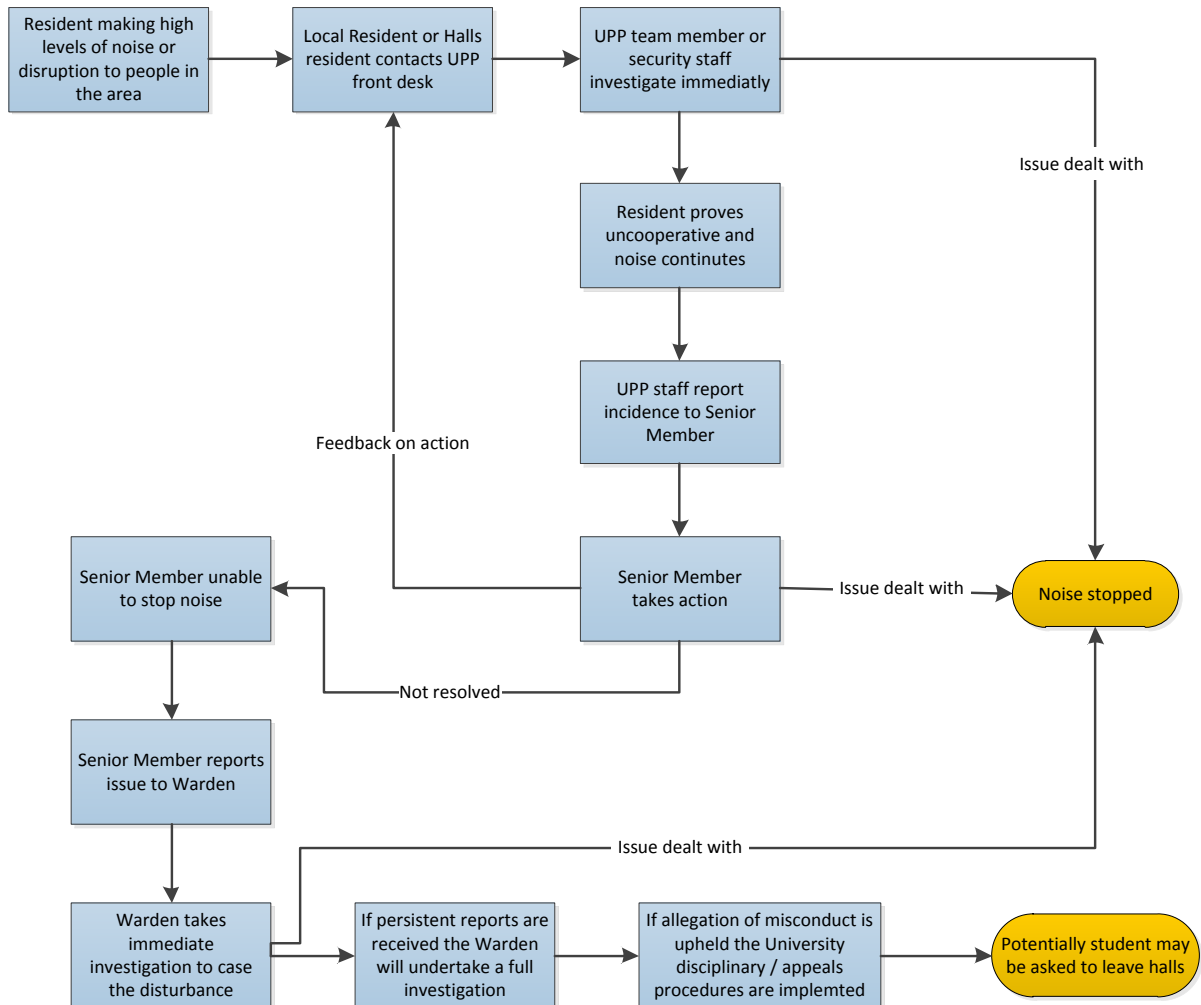 Resident making high
levels of noise or
disruption to people in
the area
Local Resident or Halls
resident contacts UPP
front desk
UPP team member or
security staff
investigate immediatly
Issue dealt with
Resident proves
uncooperative and
noise continutes
UPP staff report
incidence to Senior
Member
Feedback on action
Senior Member unable
to stop noise
Senior Member
takes action
Issue dealt with
Noise stopped
Not resolved
Senior Member reports
issue to Warden
Issue dealt with
Warden takes
immediate
investigation to case
the disturbance
If persistent reports are
received the Warden
will undertake a full
investigation
If allegation of misconduct is
upheld the University
disciplinary / appeals
procedures are implemted
Potentially student may
be asked to leave halls